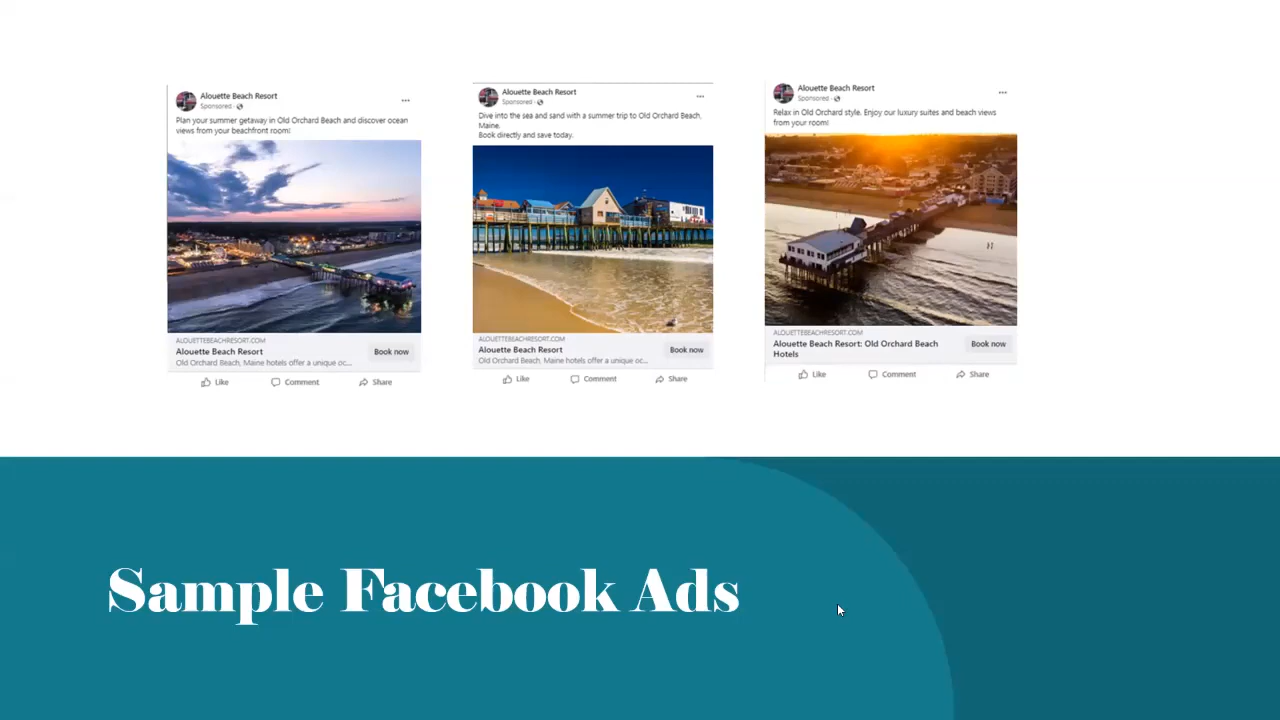 Alouette Beach Resort
Sponsored ·
Plan your summer getaway in Old Orchard Beach and discover ocean
views from your beachfront room!
ALOUETTEBEACHRESORT.COM
Alouette Beach Resort
Old Orchard Beach, Maine hotels offer a unique oc...
Book now
Like
Comment
Share
Alouette Beach Resort
Sponsored ·
Dive into the sea and sand with a summer trip to Old Orchard Beach,
Maine.
Book directly and save today.
ALOUETTEBEACHRESORT.COM
Alouette Beach Resort
Old Orchard Beach, Maine hotels offer a unique oc...
Book now
Like
Comment
Share
Alouette Beach Resort
Sponsored ·
Relax in Old Orchard style. Enjoy our luxury suites and beach views
from your room!
ALOUETTEBEACHRESORT.COM
Alouette Beach Resort: Old Orchard Beach
Hotels
Book now
Like
Comment
Share
Sample Facebook Ads